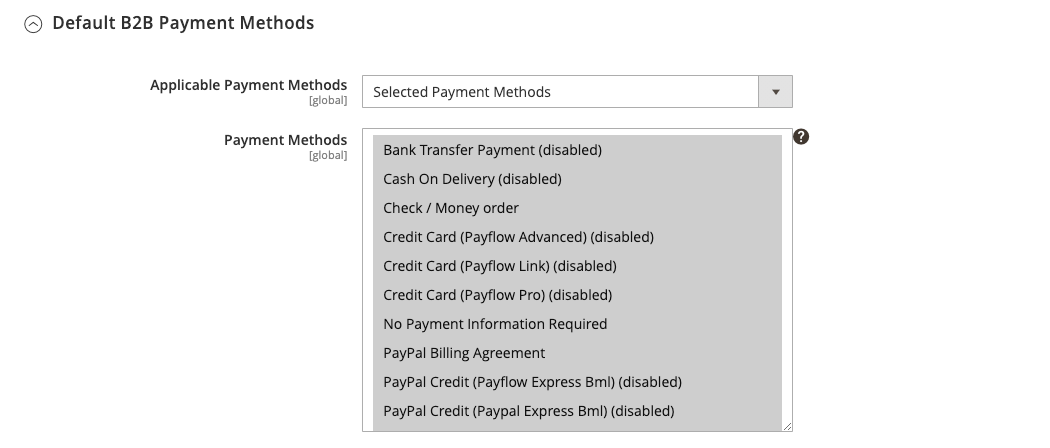 Default B2B Payment Methods
Applicable Payment Methods
[global]
Selected Payment Methods
Payment Methods
[global]
?
Bank Transfer Payment (disabled)
Cash On Delivery (disabled)
Check / Money order
Credit Card (Payflow Advanced) (disabled)
Credit Card (Payflow Link) (disabled)
Credit Card (Payflow Pro) (disabled)
No Payment Information Required
PayPal Billing Agreement
PayPal Credit (Payflow Express Bml) (disabled)
PayPal Credit (Paypal Express Bml) (disabled)